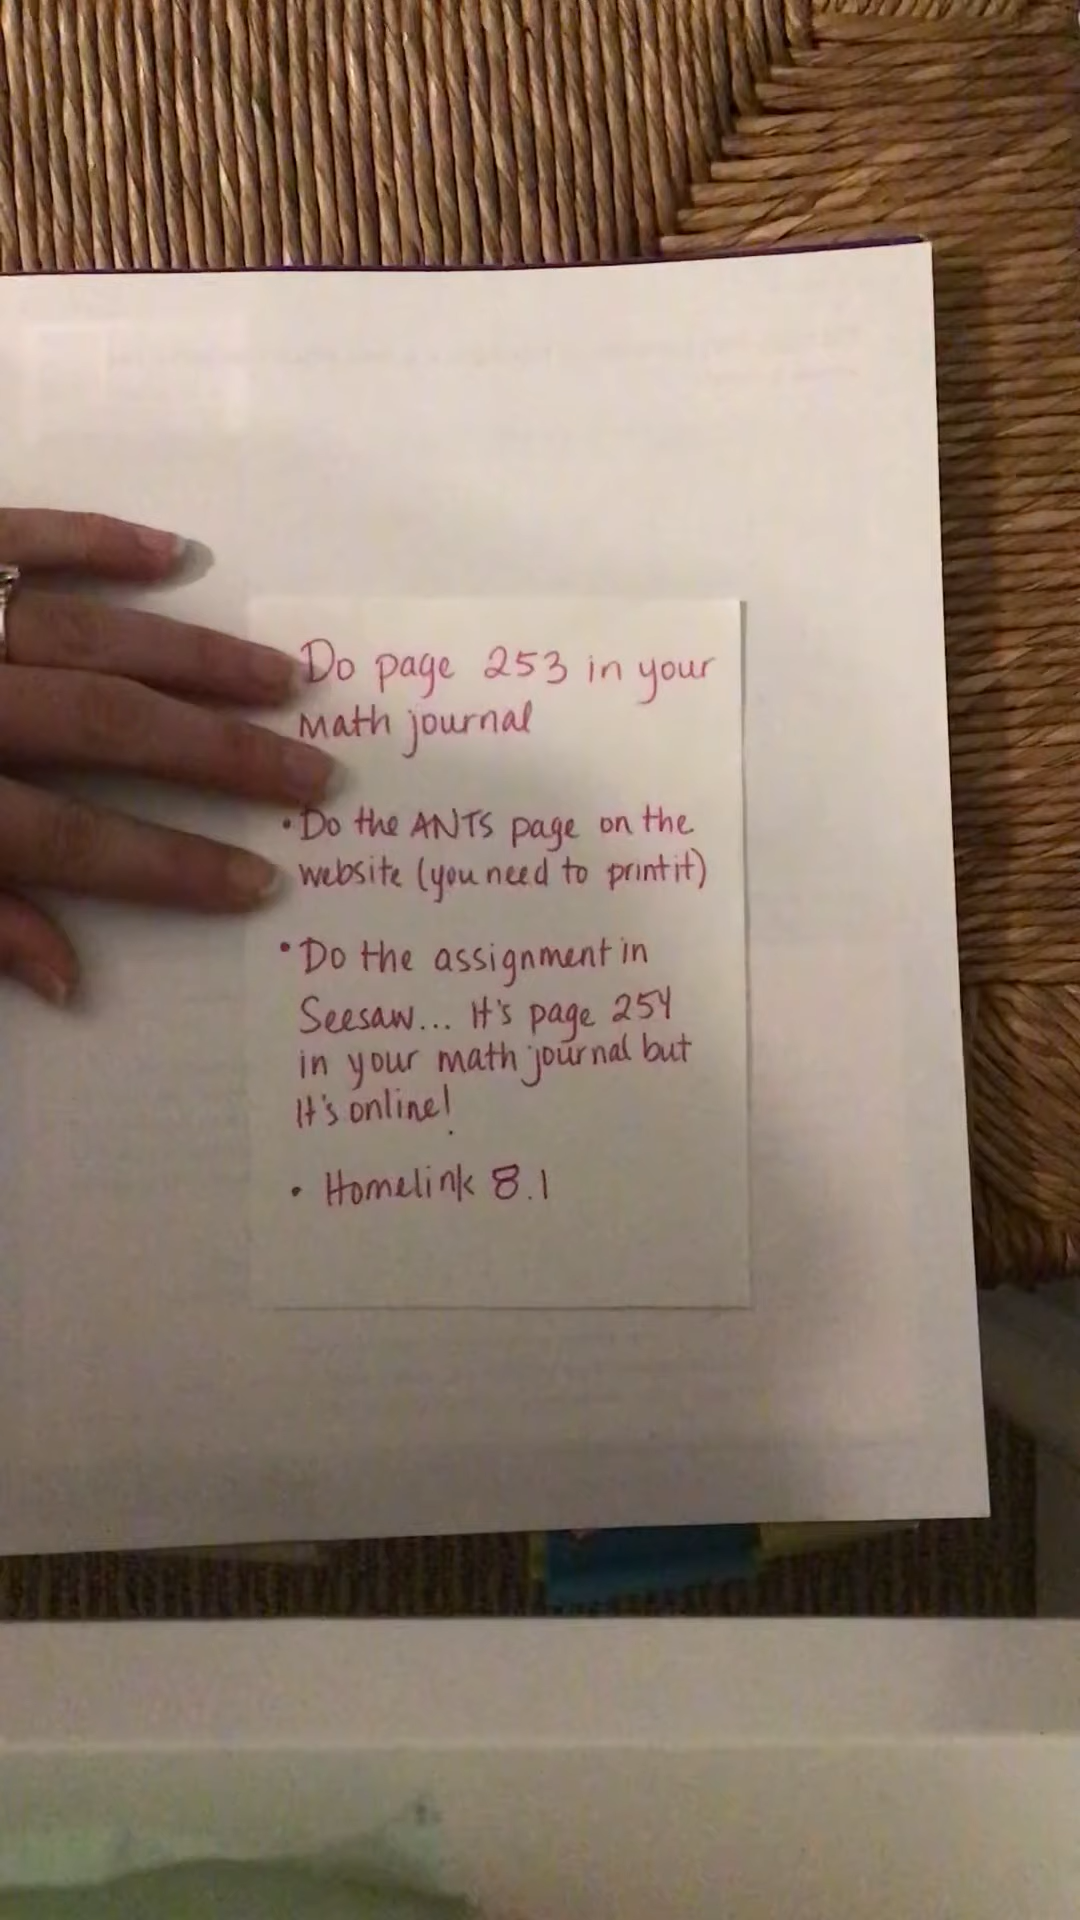 Do page 253 in your
math journal
• Do the ANTS page on the
website (you need to print it)
• Do the assignment in
Seesaw... It's page 254
in your math journal but
It's online!
• Homelink 8.1